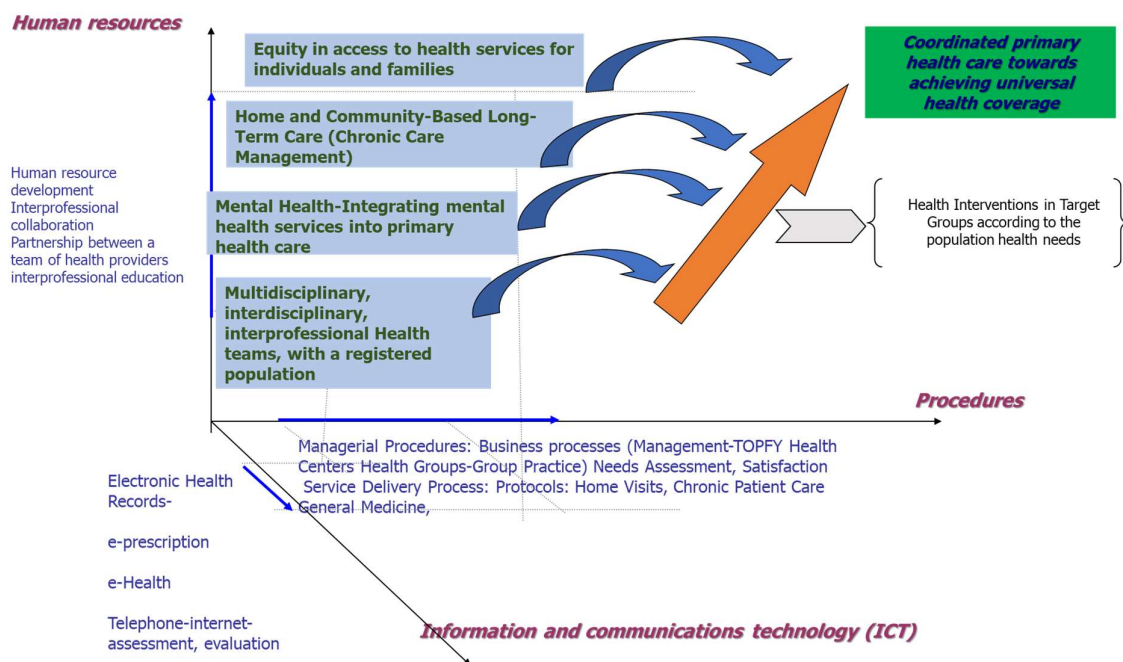 Human resources
Equity in access to health services for
individuals and families
Coordinated primary
health care towards
achieving universal
health coverage
Home and Community-Based Long-
Term Care (Chronic Care
Management)
Human resource
development
Interprofessional
collaboration
Partnership between a
team of health providers
interprofessional education
Mental Health-Integrating mental
health services into primary
health care
Health Interventions in Target
Groups according to the
population health needs
Multidisciplinary,
interdisciplinary,
interprofessional Health
teams, with a registered
population
Procedures
Managerial Procedures: Business processes (Management-TOPFY Health
Centers Health Groups-Group Practice) Needs Assessment, Satisfaction
Service Delivery Process: Protocols: Home Visits, Chronic Patient Care
General Medicine,
Electronic Health
Records-
e-prescription
e-Health
Telephone-internet-
assessment, evaluation
Information and communications technology (ICT)